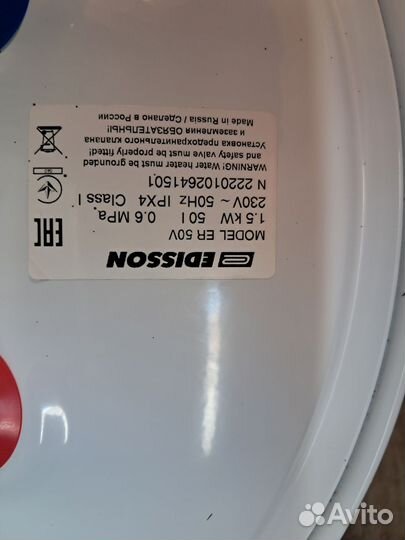 EDISSON
MODEL ER 50V
1.5 kW 50 l 0.6 MPa
230V ~ 50Hz IPX4 Class I
N 2220102641501
WARNING! Water heater must be grounded
and safety valve must be properly fitted!
Установка предохранительного клапана
и заземления ОБЯЗАТЕЛЬНЫ!
Made in Russia / Сделано в России
EAC
Avito